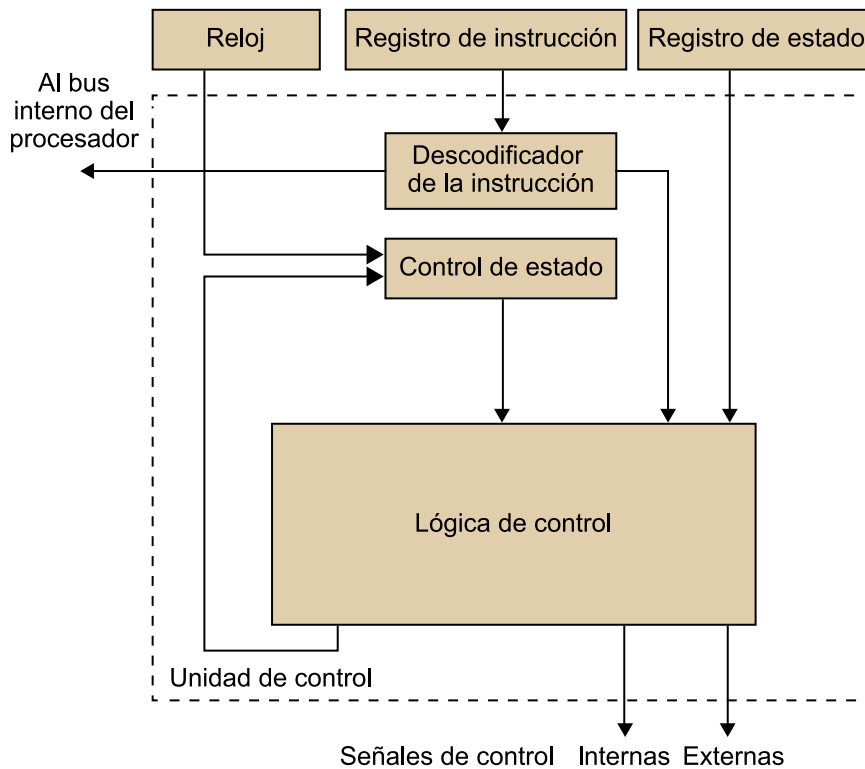 Reloj
Registro de instrucción
Registro de estado
Al bus
interno del
procesador
Descodificador
de la instrucción
Control de estado
Lógica de control
Unidad de control
Señales de control Internas Externas